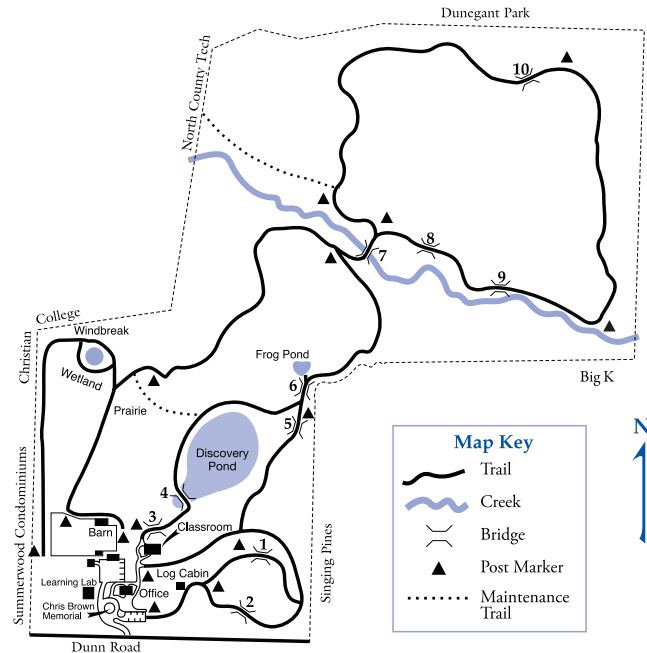 Dunegant Park
North County Tech
10
8
7
9
College
Windbreak
Christian
Wetland
Frog Pond
Big K
6
Prairie
5
Discovery
Pond
4
3
Classroom
Barn
1
Summerwood Condominiums
Singing Pines
Learning Lab
Log Cabin
Office
Chris Brown
Memorial
2
Dunn Road
N
Map Key
Trail
Creek
Bridge
Post Marker
Maintenance
Trail